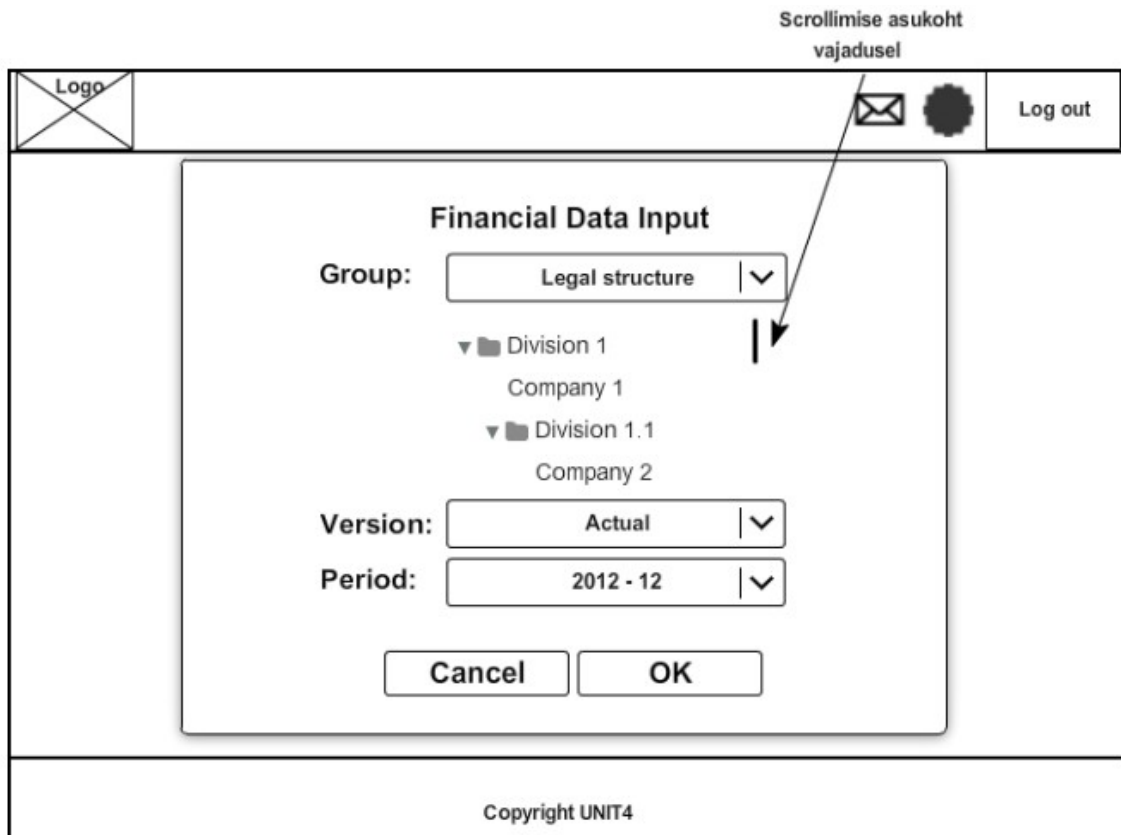 Scrollimise asukoht
vajadusel
Logo
Log out
Financial Data Input
Group:
Legal structure
Division 1
Company 1
Division 1.1
Company 2
Version:
Actual
Period:
2012 - 12
Cancel
OK
Copyright UNIT4